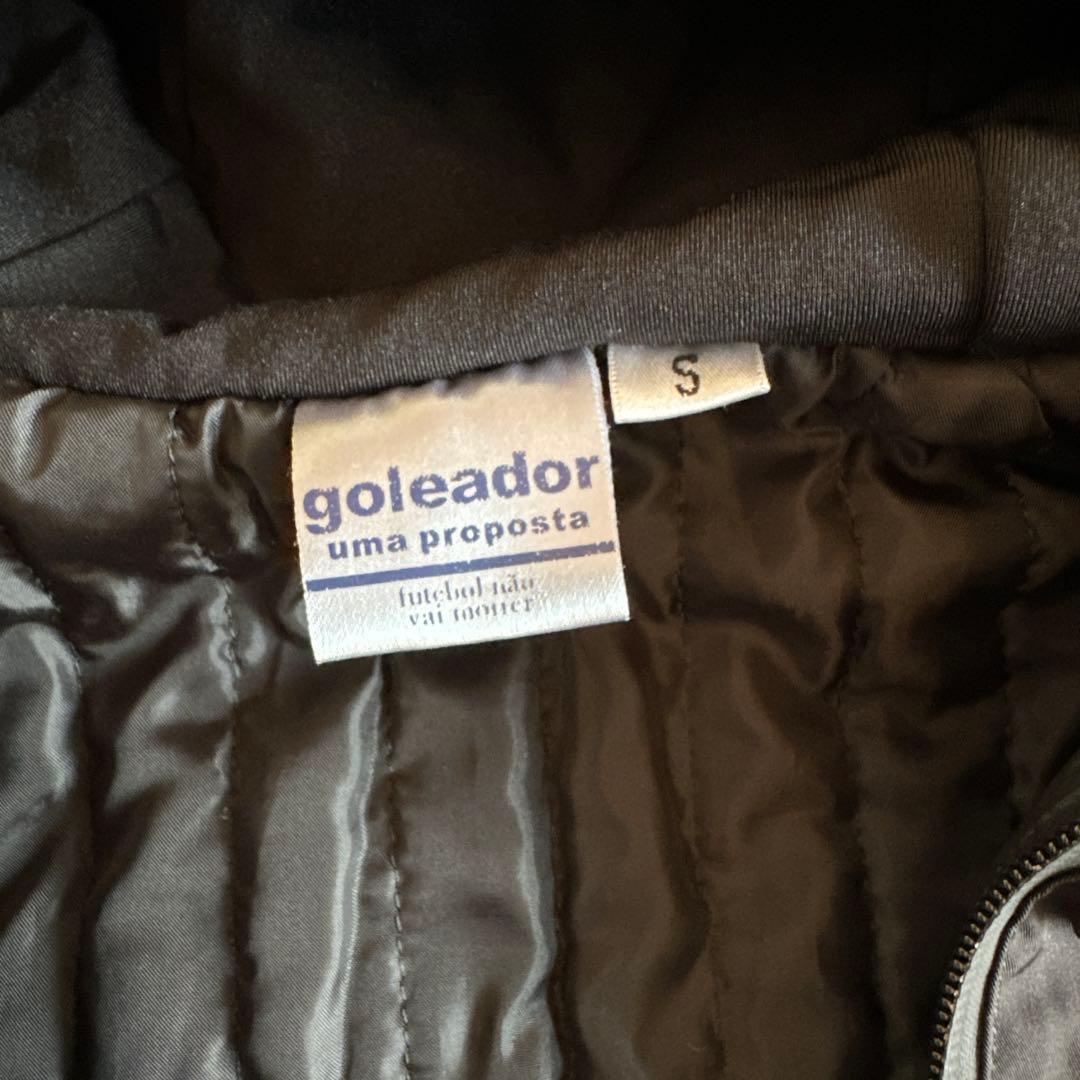 S
goleador
uma proposta
futebol não
vai morrer